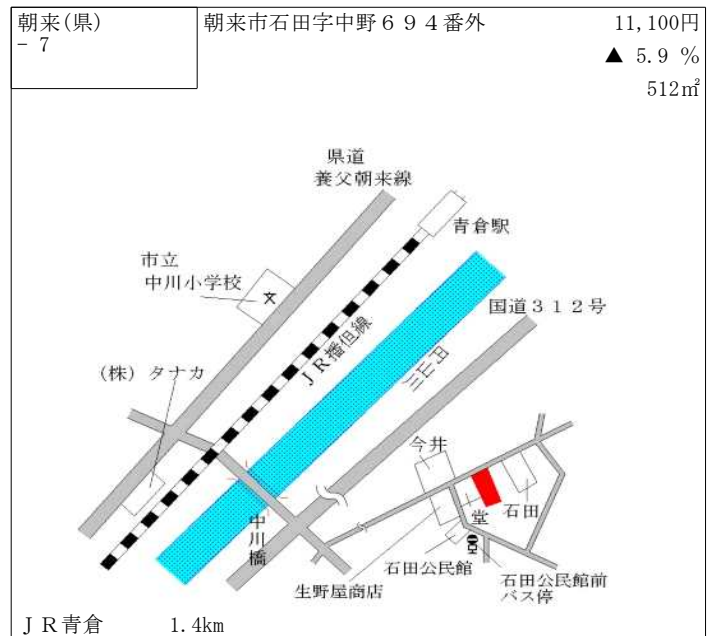 朝来(県)
－ 7
朝来市石田字中野６９４番外
11,100円
▲ 5.9 %
512㎡
県道
養父朝来線
青倉駅
市立
中川小学校
文
国道３１２号
ＪＲ播但線
円山川
(株) タナカ
今井
中川橋
堂
石田
石田公民館
生野屋商店
石田公民館前
バス停
ＪＲ青倉 1.4km